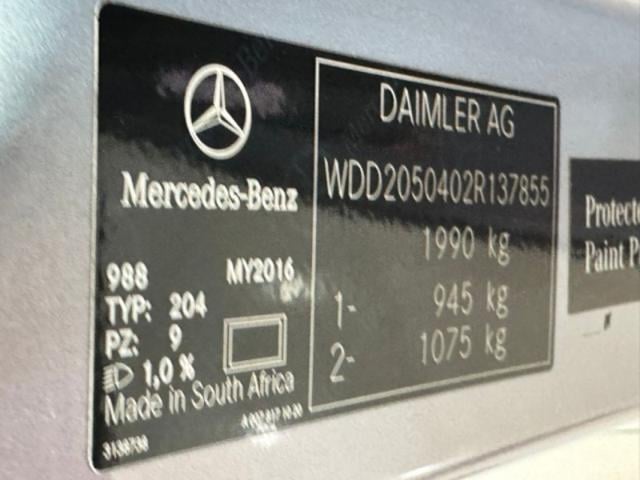 Mercedes-Benz
988 MY2016
TYP: 204
PZ: 9
1,0 %
Made in South Africa
3138738
DAIMLER AG
WDD2050402R137855
1990 kg
1- 945 kg
2- 1075 kg
Protecte
Paint P